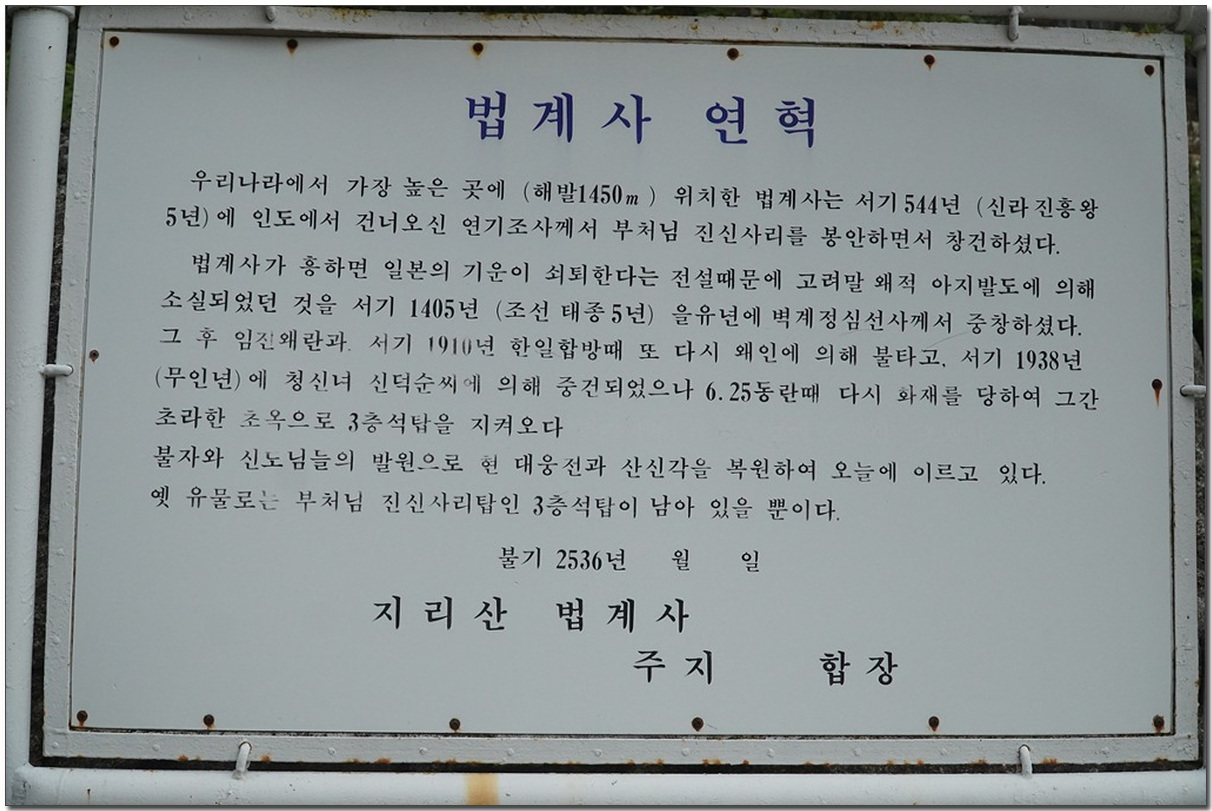 법계사 연혁
우리나라에서 가장 높은 곳에 (해발1450m) 위치한 법계사는 서기 544년 (신라 진흥왕
5년)에 인도에서 건너오신 연기조사께서 부처님 진신사리를 봉안하면서 창건하셨다.
법계사가 흥하면 일본의 기운이 쇠퇴한다는 전설때문에 고려말 왜적 아지발도에 의해
소실되었던 것을 서기 1405년 (조선 태종 5년) 을유년에 벽계정심선사께서 중창하셨다.
그 후 임진왜란과. 서기 1910년 한일합방때 또 다시 왜인에 의해 불타고, 서기 1938년
(무인년)에 청신녀 신덕순씨에 의해 중건되었으나 6.25동란때 다시 화재를 당하여 그간
초라한 초옥으로 3층석탑을 지켜오다
불자와 신도님들의 발원으로 현 대웅전과 산신각을 복원하여 오늘에 이르고 있다.
옛 유물로는 부처님 진신사리탑인 3층석탑이 남아 있을 뿐이다.
불기 2536년 월 일
지리산 법계사
주지 합장